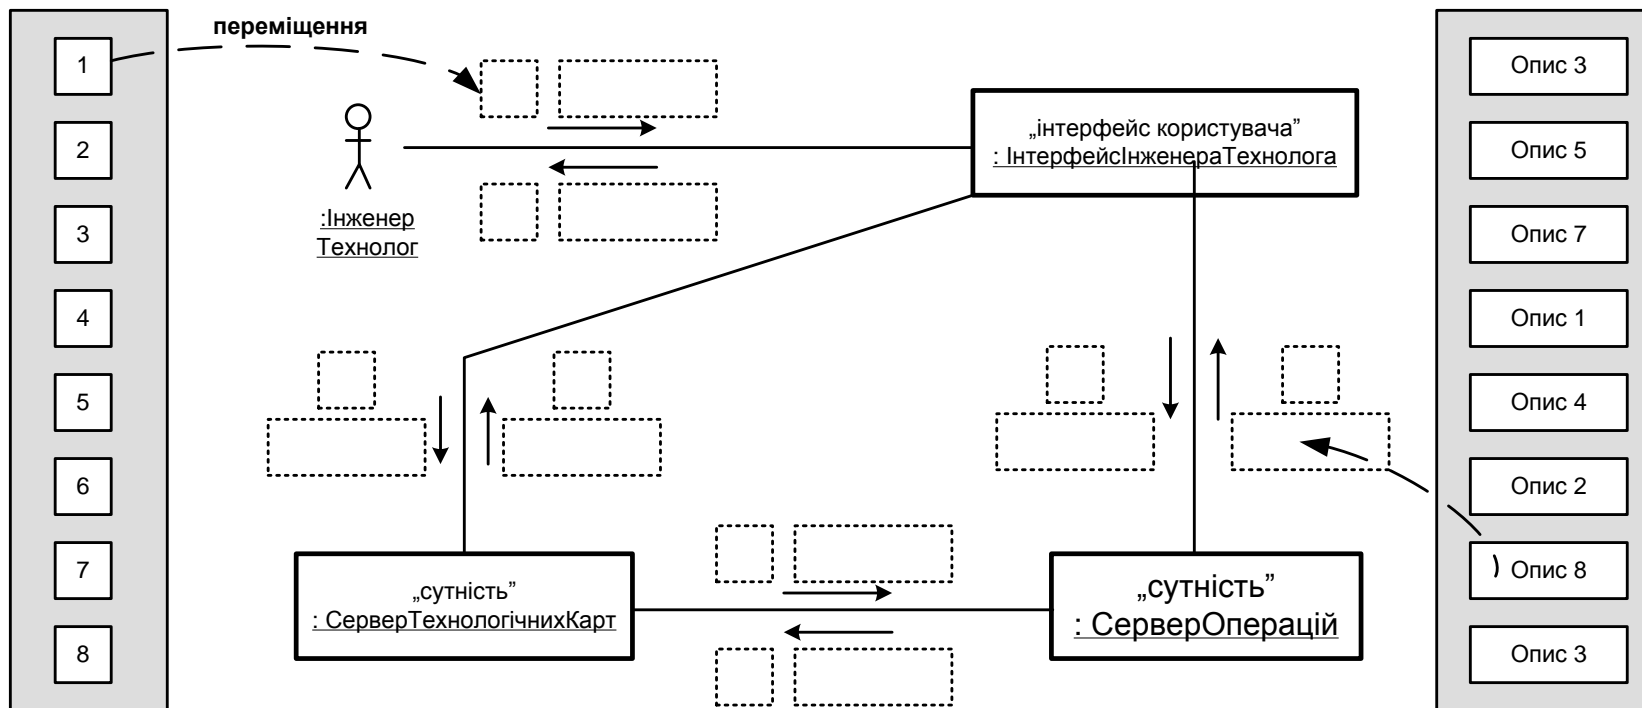 переміщення
1
2
3
4
5
6
7
8
:Інженер
Технолог
„інтерфейс користувача”
: ІнтерфейсІнженераТехнолога
„сутність”
: СерверТехнологічнихКарт
„сутність”
: СерверОперацій
Опис 3
Опис 5
Опис 7
Опис 1
Опис 4
Опис 2
Опис 8
Опис 3